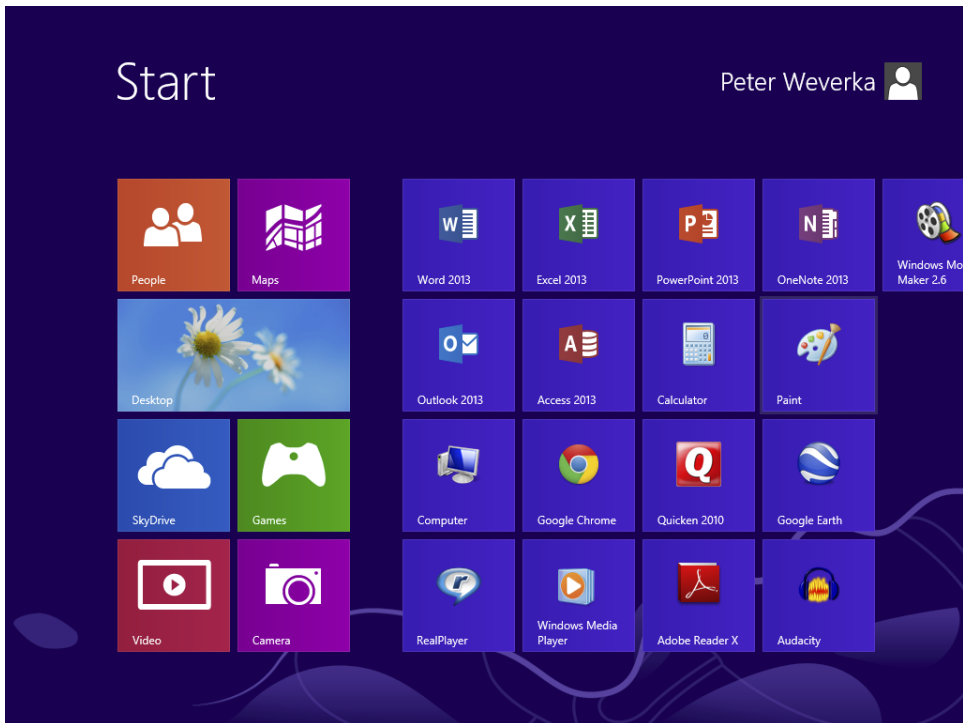 Start
Peter Weverka
People
Maps
Word 2013
Excel 2013
PowerPoint 2013
OneNote 2013
Windows Mo
Maker 2.6
Desktop
Outlook 2013
Access 2013
Calculator
Paint
SkyDrive
Games
Computer
Google Chrome
Quicken 2010
Google Earth
Video
Camera
RealPlayer
Windows Media
Player
Adobe Reader X
Audacity